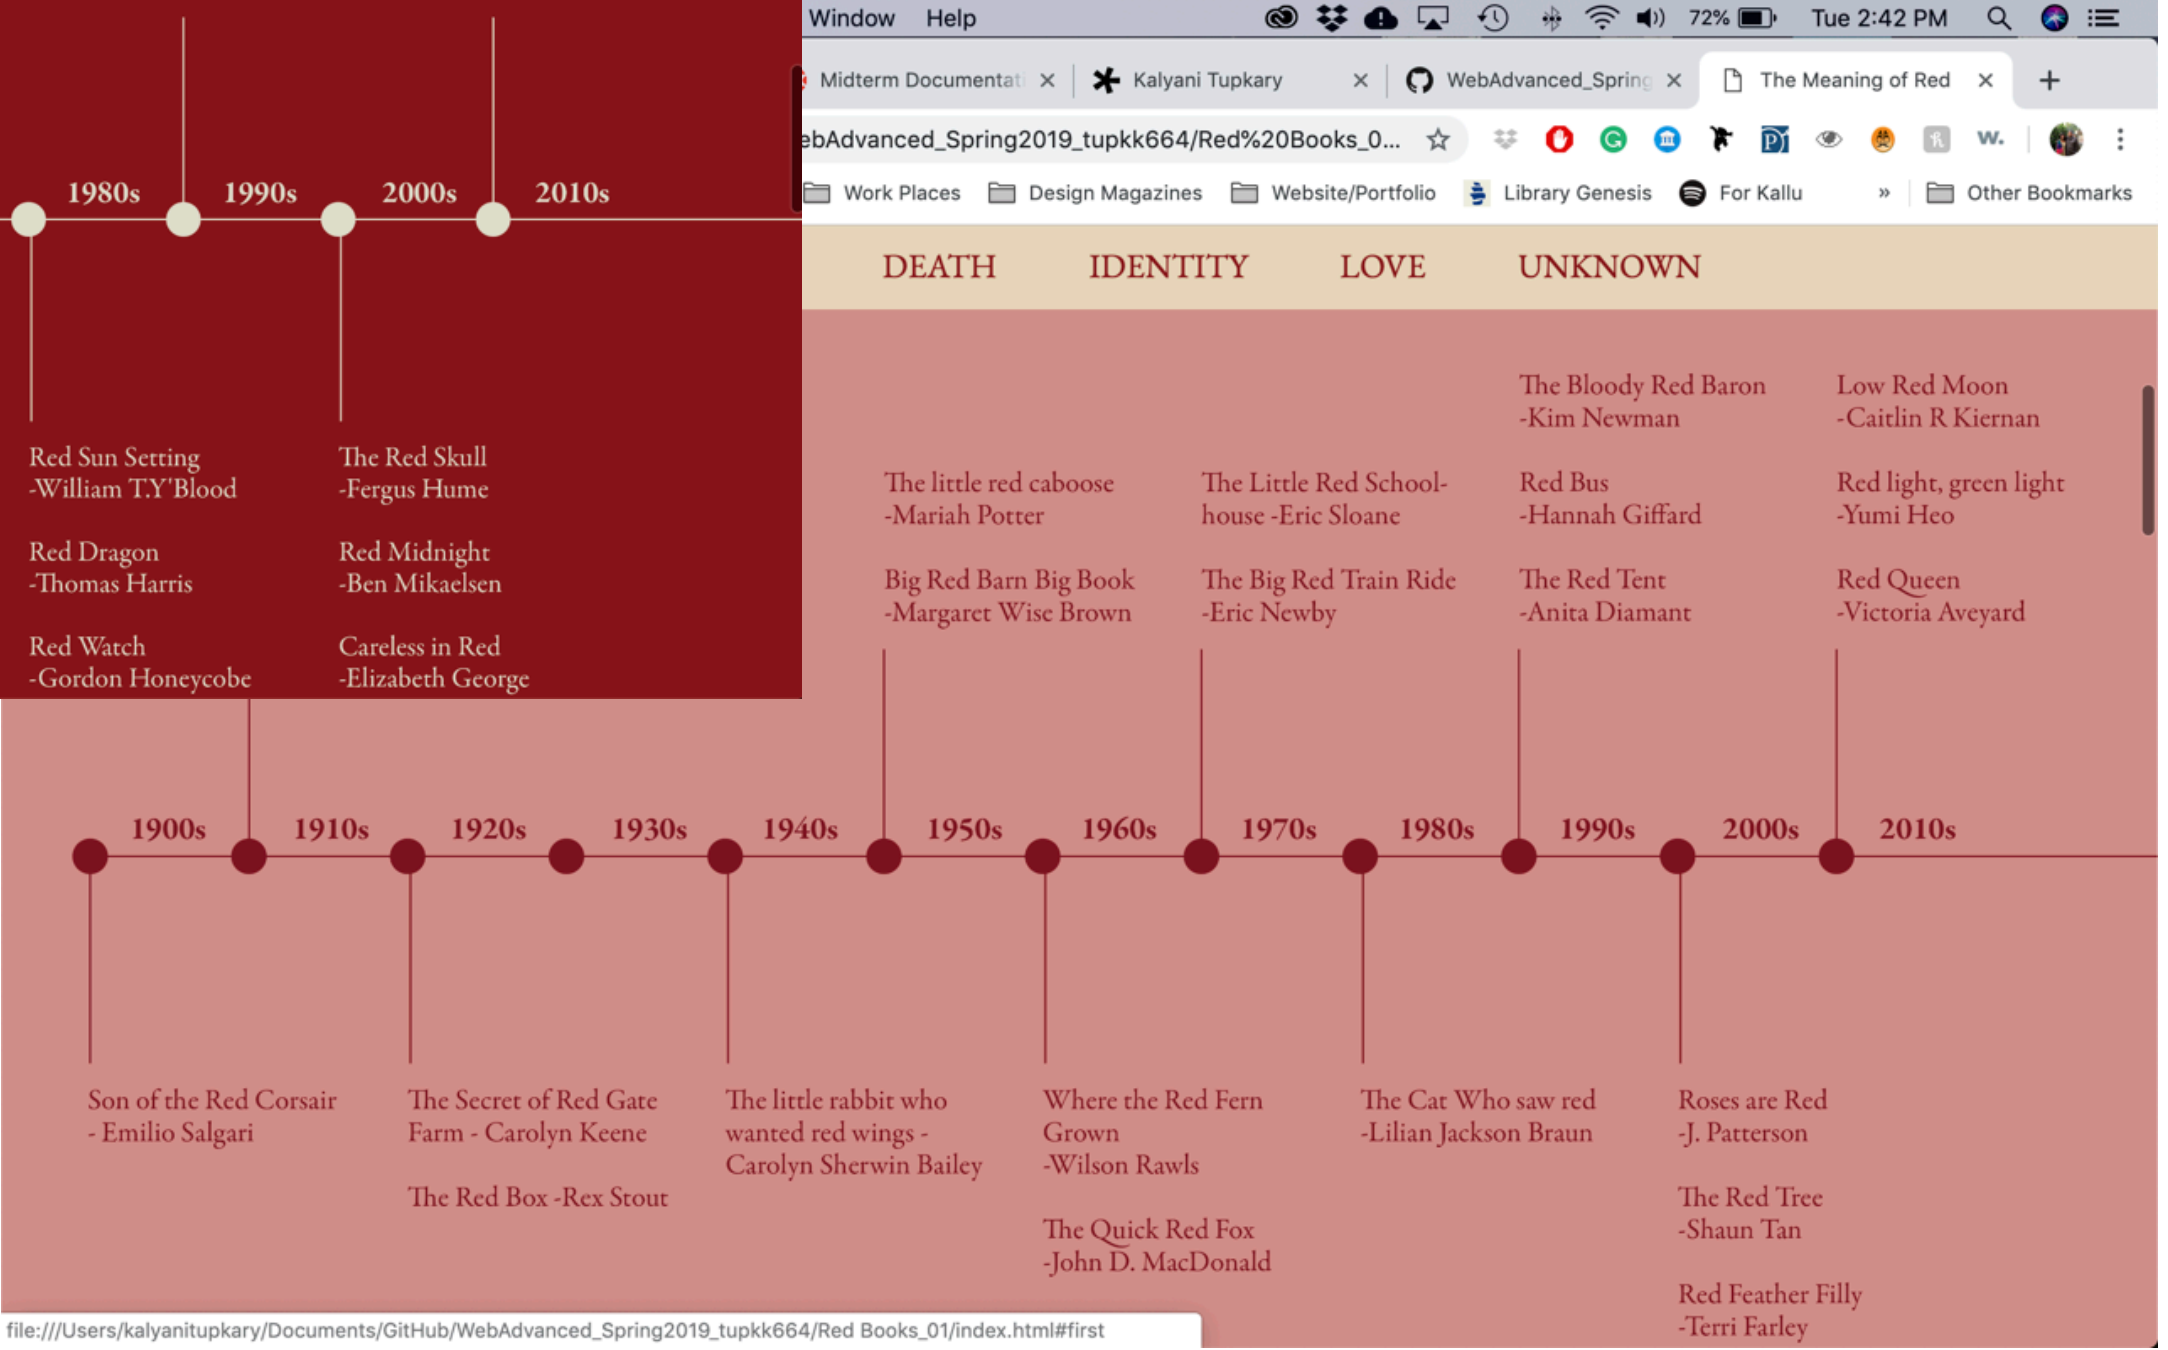 1980s
1990s
2000s
2010s
Red Sun Setting
-William T.Y'Blood
Red Dragon
-Thomas Harris
Red Watch
-Gordon Honeycobe
The Red Skull
-Fergus Hume
Red Midnight
-Ben Mikaelsen
Careless in Red
-Elizabeth George
Window
Help
72%
Tue 2:42 PM
Midterm Documentati
Kalyani Tupkary
WebAdvanced_Spring
The Meaning of Red
ebAdvanced_Spring2019_tupkk664/Red%20Books_0...
Work Places
Design Magazines
Website/Portfolio
Library Genesis
For Kallu
»
Other Bookmarks
DEATH
IDENTITY
LOVE
UNKNOWN
The little red caboose
-Mariah Potter
Big Red Barn Big Book
-Margaret Wise Brown
The Little Red School-
house -Eric Sloane
The Big Red Train Ride
-Eric Newby
The Bloody Red Baron
-Kim Newman
Red Bus
-Hannah Giffard
The Red Tent
-Anita Diamant
Low Red Moon
-Caitlin R Kiernan
Red light, green light
-Yumi Heo
Red Queen
-Victoria Aveyard
1900s
1910s
1920s
1930s
1940s
1950s
1960s
1970s
1980s
1990s
2000s
2010s
Son of the Red Corsair
- Emilio Salgari
The Secret of Red Gate
Farm - Carolyn Keene
The Red Box -Rex Stout
The little rabbit who
wanted red wings -
Carolyn Sherwin Bailey
Where the Red Fern
Grown
-Wilson Rawls
The Quick Red Fox
-John D. MacDonald
The Cat Who saw red
-Lilian Jackson Braun
Roses are Red
-J. Patterson
The Red Tree
-Shaun Tan
Red Feather Filly
-Terri Farley
file:///Users/kalyanitupkary/Documents/GitHub/WebAdvanced_Spring2019_tupkk664/Red Books_01/index.html#first